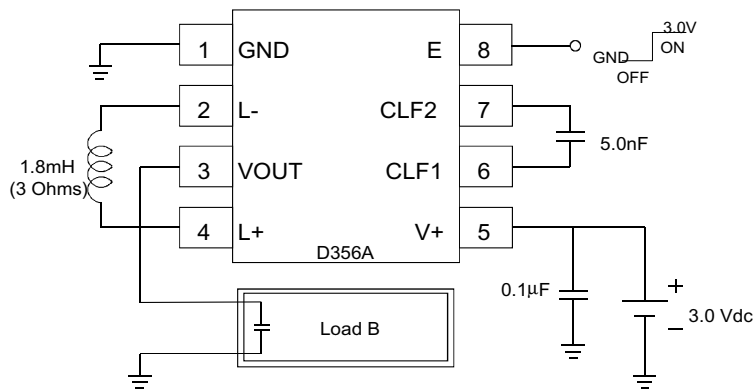 1 GND
2 L-
3 VOUT
4 L+
E 8
CLF2 7
CLF1 6
V+ 5
D356A
3.0V
ON
GND
OFF
1.8mH
(3 Ohms)
5.0nF
0.1μF
+
3.0 Vdc
−
Load B